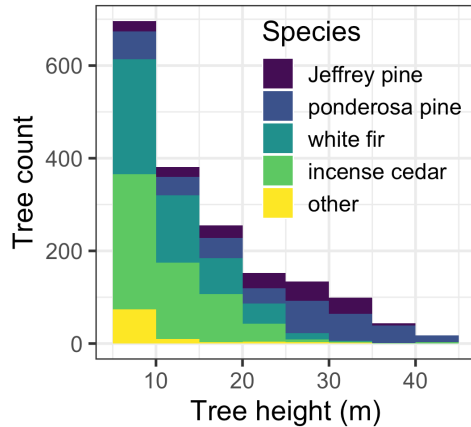 Species
Jeffrey pine
ponderosa pine
white fir
incense cedar
other
600
400
200
0
Tree count
10
20
30
40
Tree height (m)